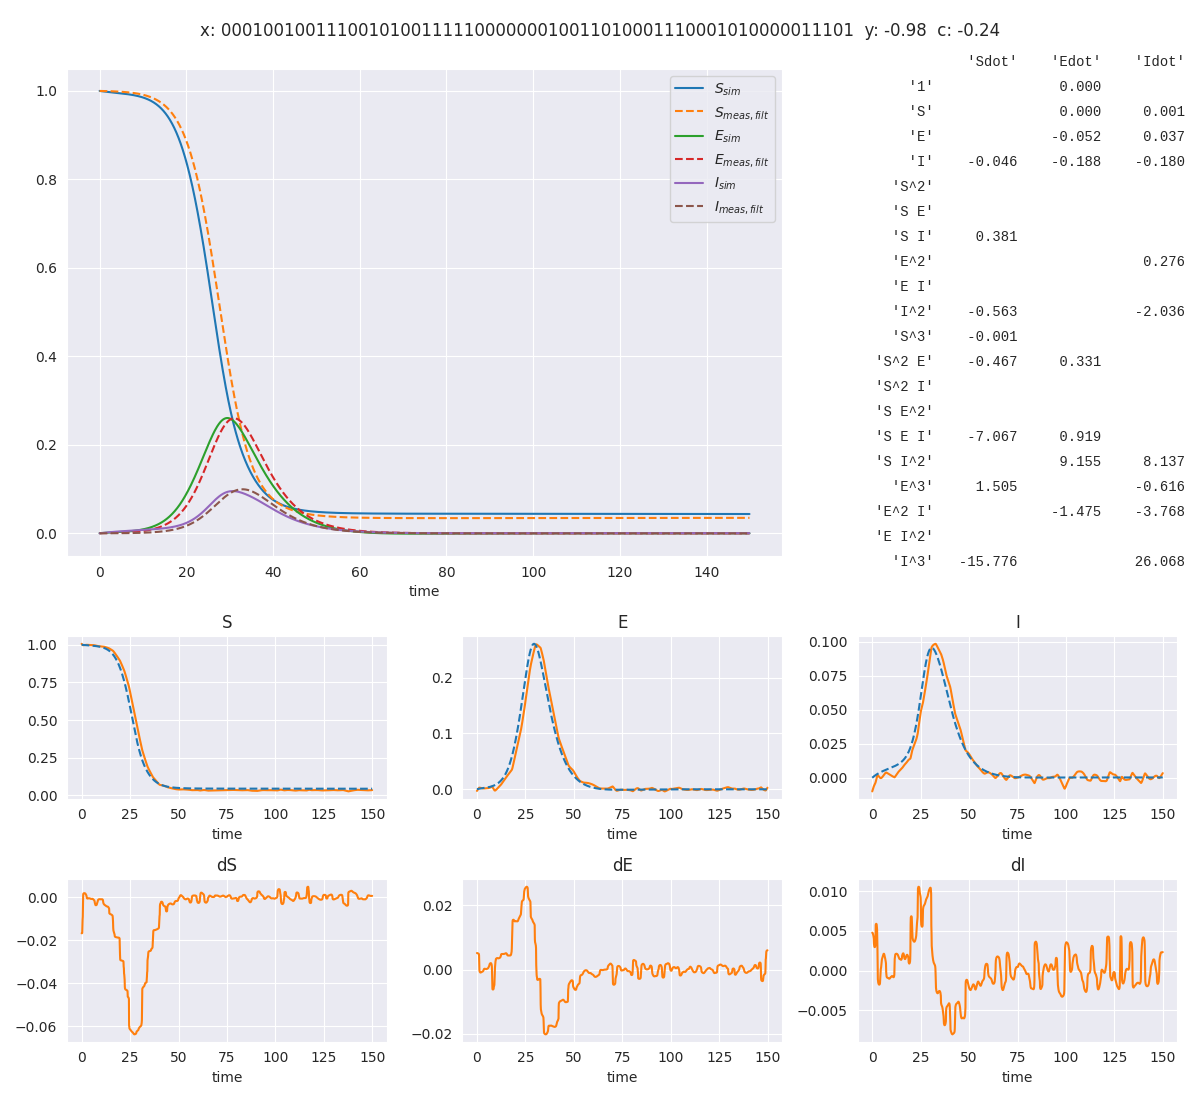 x: 000100100111001010011111000000010011010001110001010000011101 y: -0.98 c: -0.24
'Sdot' 'Edot' 'Idot'
'1' 0.000
'S' 0.000 0.001
'E' -0.052 0.037
'I' -0.046 -0.188 -0.180
'S^2'
'S E'
'S I' 0.381
'E^2' 0.276
'E I'
'I^2' -0.563 -2.036
'S^3' -0.001
'S^2 E' -0.467 0.331
'S^2 I'
'S E^2'
'S E I' -7.067 0.919
'S I^2' 9.155 8.137
'E^3' 1.505 -0.616
'E^2 I' -1.475 -3.768
'E I^2'
'I^3' -15.776 26.068
S sim
S meas, filt
E sim
E meas, filt
I sim
I meas, filt
1.0
0.8
0.6
0.4
0.2
0.0
0 20 40 60 80 100 120 140
time
S
1.00
0.75
0.50
0.25
0.00
0 25 50 75 100 125 150
time
E
0.2
0.1
0.0
0 25 50 75 100 125 150
time
I
0.100
0.075
0.050
0.025
0.000
0 25 50 75 100 125 150
time
dS
0.00
−0.02
−0.04
−0.06
0 25 50 75 100 125 150
time
dE
0.02
0.00
−0.02
0 25 50 75 100 125 150
time
dI
0.010
0.005
0.000
−0.005
0 25 50 75 100 125 150
time